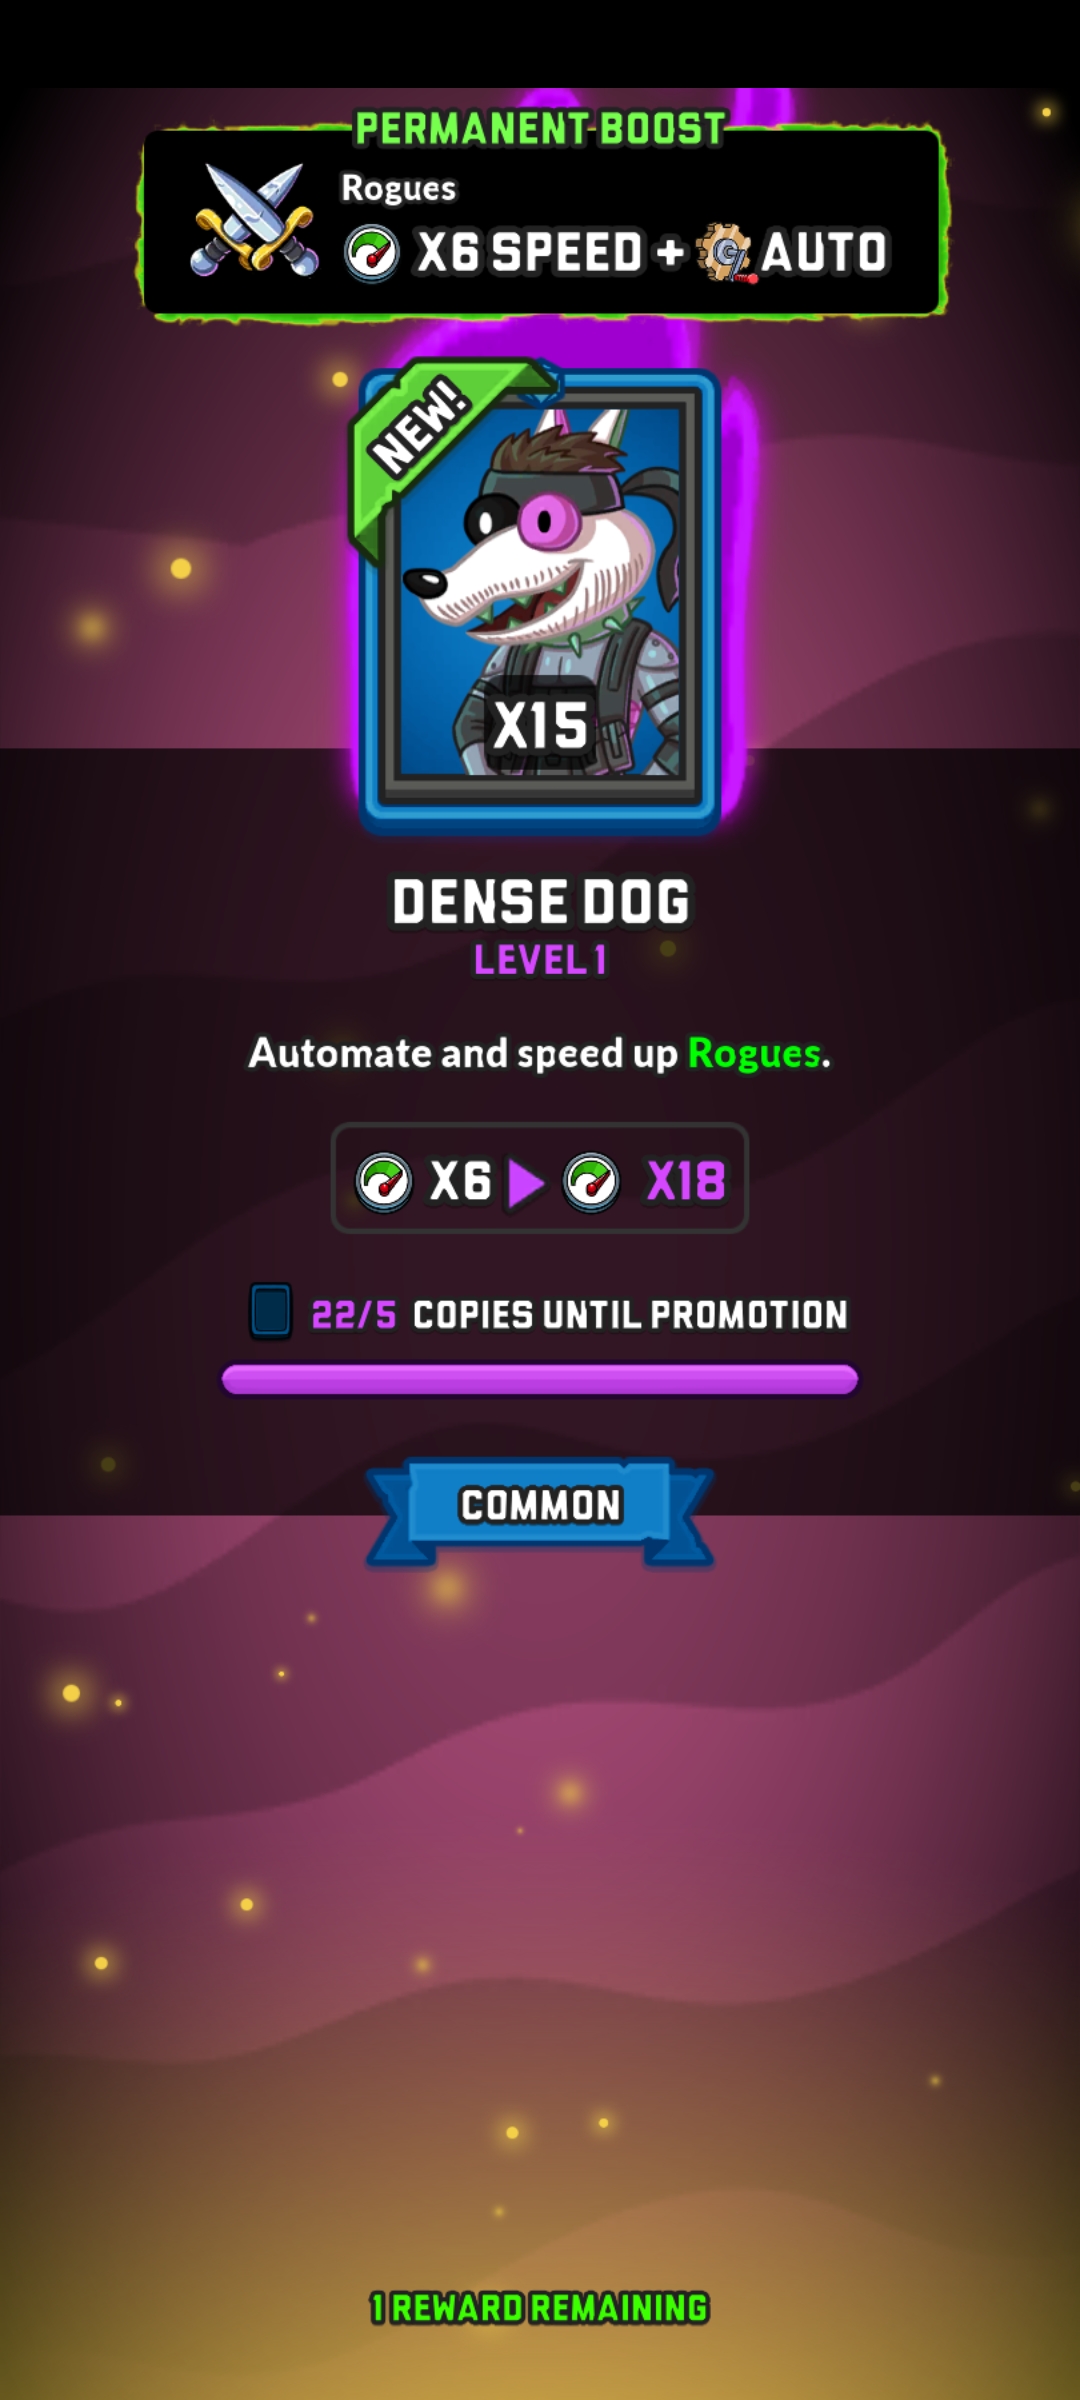 PERMANENT BOOST
Rogues
X6 SPEED + AUTO
NEW!
X15
DENSE DOG
LEVEL 1
Automate and speed up Rogues.
X6 X18
22/5 COPIES UNTIL PROMOTION
COMMON
1 REWARD REMAINING